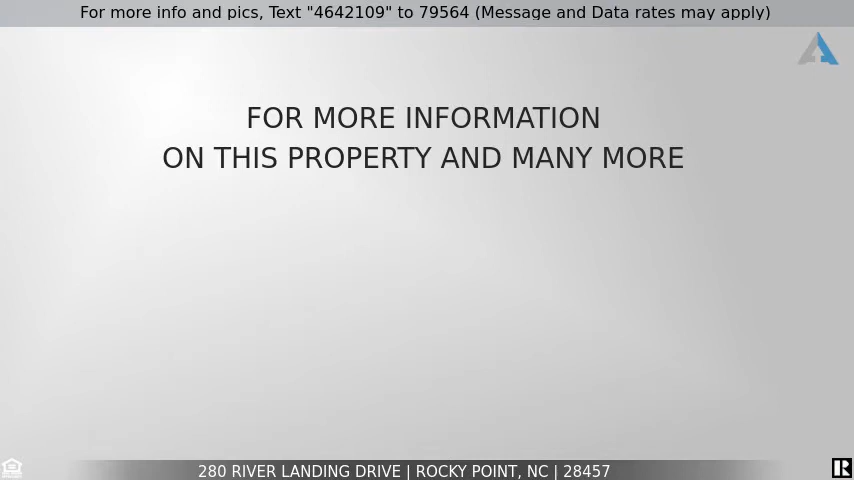 For more info and pics, Text "4642109" to 79564 (Message and Data rates may apply)
FOR MORE INFORMATION
ON THIS PROPERTY AND MANY MORE
280 RIVER LANDING DRIVE | ROCKY POINT, NC | 28457